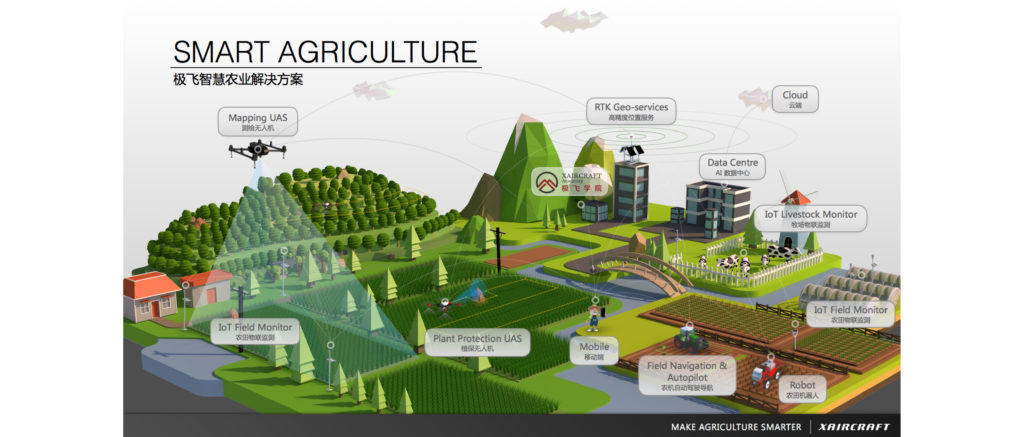 SMART AGRICULTURE
极飞智慧农业解决方案
Mapping UAS
测绘无人机
RTK Geo-services
高精度位置服务
Cloud
云端
Data Centre
AI 数据中心
XAIRCRAFT
Academy
极飞学院
IoT Livestock Monitor
牧场物联监测
IoT Field Monitor
农田物联监测
IoT Field Monitor
农田物联监测
Plant Protection UAS
植保无人机
Mobile
移动端
Field Navigation &
Autopilot
农机自动驾驶导航
Robot
农田机器人
MAKE AGRICULTURE SMARTER
XAIRCRAFT